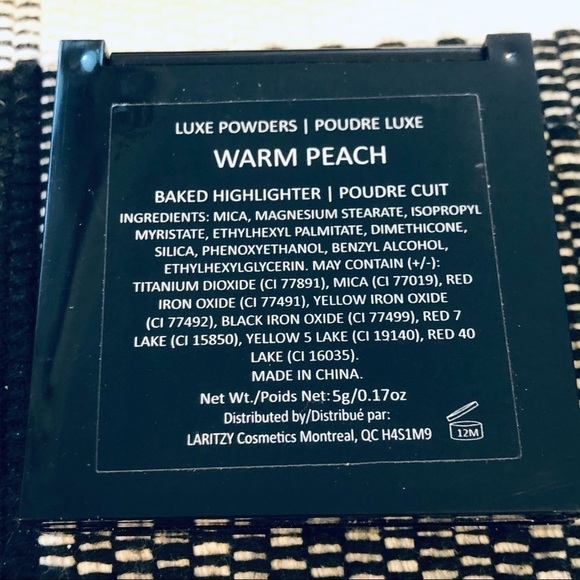 LUXE POWDERS | POUDRE LUXE
WARM PEACH
BAKED HIGHLIGHTER | POUDRE CUIT
INGREDIENTS: MICA, MAGNESIUM STEARATE, ISOPROPYL
MYRISTATE, ETHYLHEXYL PALMITATE, DIMETHICONE,
SILICA, PHENOXYETHANOL, BENZYL ALCOHOL,
ETHYLHEXYLGLYCERIN. MAY CONTAIN (+/-):
TITANIUM DIOXIDE (CI 77891), MICA (CI 77019), RED
IRON OXIDE (CI 77491), YELLOW IRON OXIDE
(CI 77492), BLACK IRON OXIDE (CI 77499), RED 7
LAKE (CI 15850), YELLOW 5 LAKE (CI 19140), RED 40
LAKE (CI 16035).
MADE IN CHINA.
Net Wt./Poids Net: 5g/0.17oz
Distributed by/Distribué par:
LARITZY Cosmetics Montreal, QC H4S1M9
12M